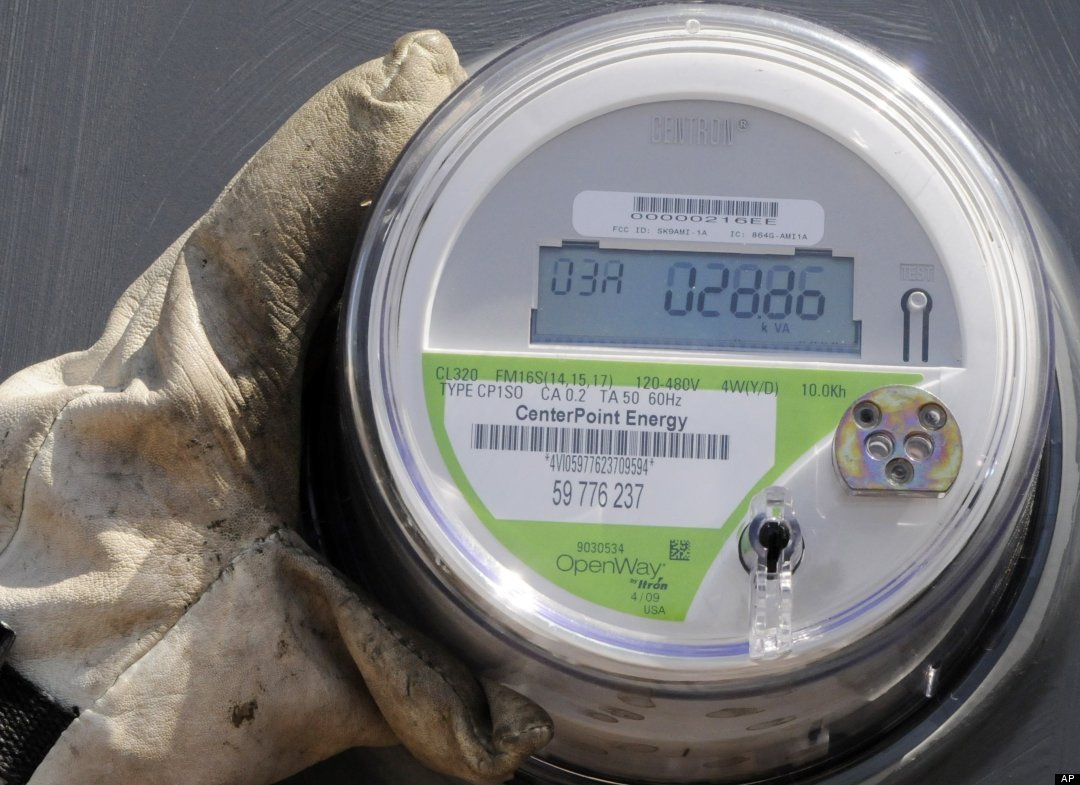 CENTRON®
00000216EE
FCC ID: SK9AMI-1A IC: 864G-AMI1A
03A 028.86
k VA
TEST
CL320 FM16S(14,15,17) 120-480V 4W(Y/D) 10.0Kh
TYPE CP1SO CA 0.2 TA 50 60Hz
CenterPoint Energy
*4VI05977623709594*
59 776 237
9030534
OpenWay®
by Itron
4/09
USA
AP